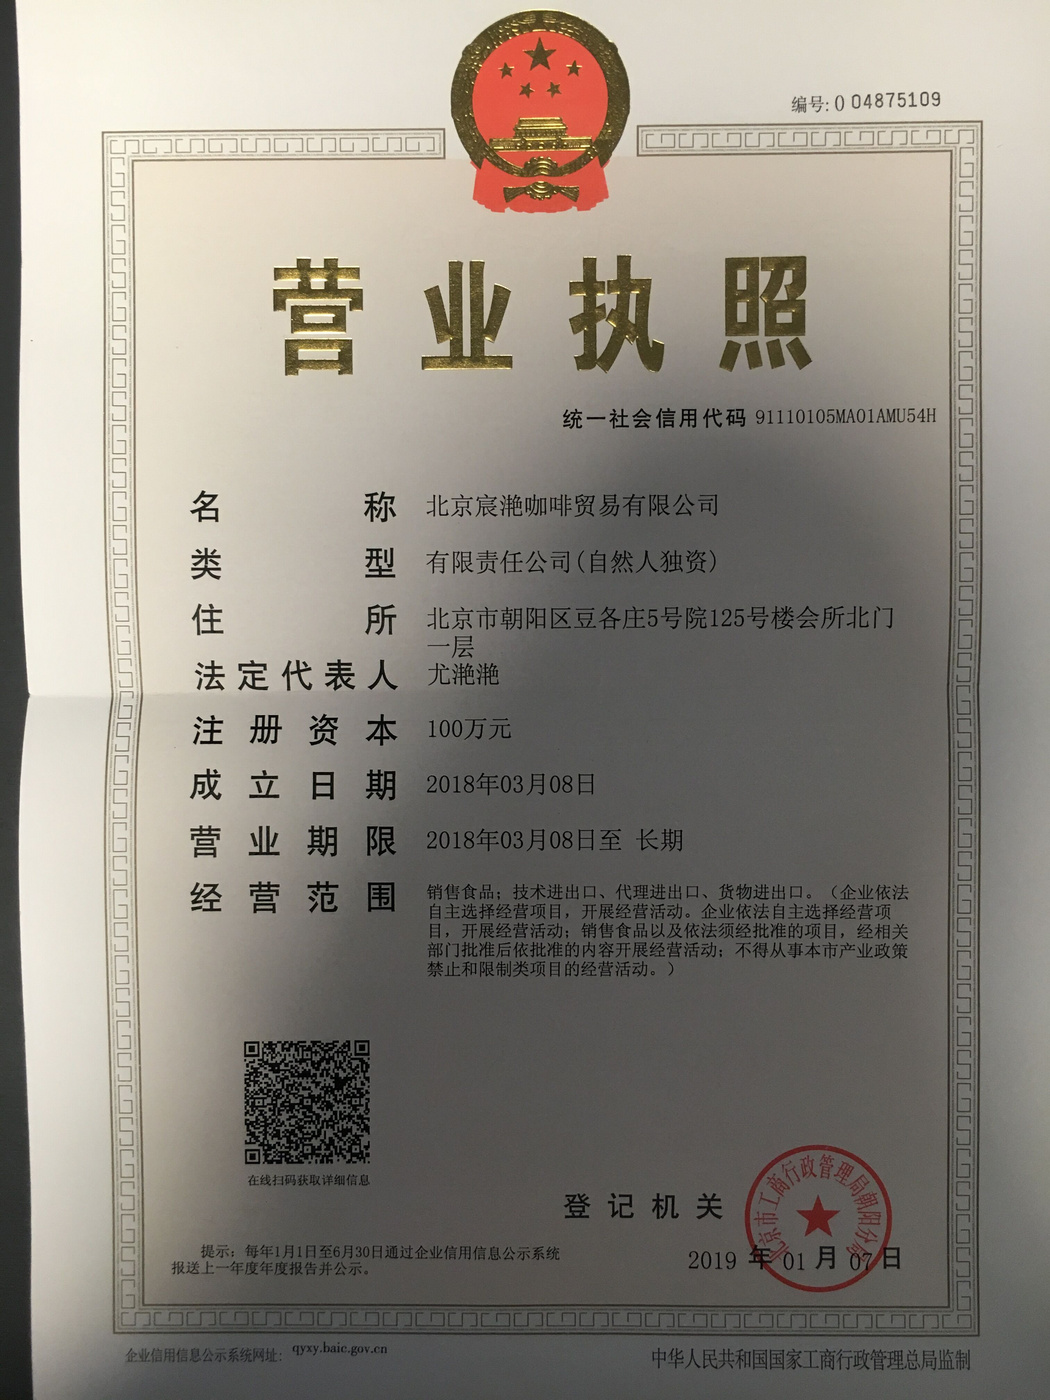 编号: 0 04875109
营业执照
统一社会信用代码 91110105MA01AMU54H
名称 北京宸滟咖啡贸易有限公司
类型 有限责任公司(自然人独资)
住所 北京市朝阳区豆各庄5号院125号楼会所北门
一层
法定代表人 尤滟滟
注册资本 100万元
成立日期 2018年03月08日
营业期限 2018年03月08日至 长期
经营范围 销售食品；技术进出口、代理进出口、货物进出口。（企业依法
自主选择经营项目，开展经营活动。企业依法自主选择经营项
目，开展经营活动；销售食品以及依法须经批准的项目，经相关
部门批准后依批准的内容开展经营活动；不得从事本市产业政策
禁止和限制类项目的经营活动。）
在线扫码获取详细信息
登记机关
北京市工商行政管理局朝阳分局
2019 年 01 月 07 日
提示：每年1月1日至6月30日通过企业信用信息公示系统
报送上一年度年度报告并公示。
企业信用信息公示系统网址： qyxy.baic.gov.cn
中华人民共和国国家工商行政管理总局监制